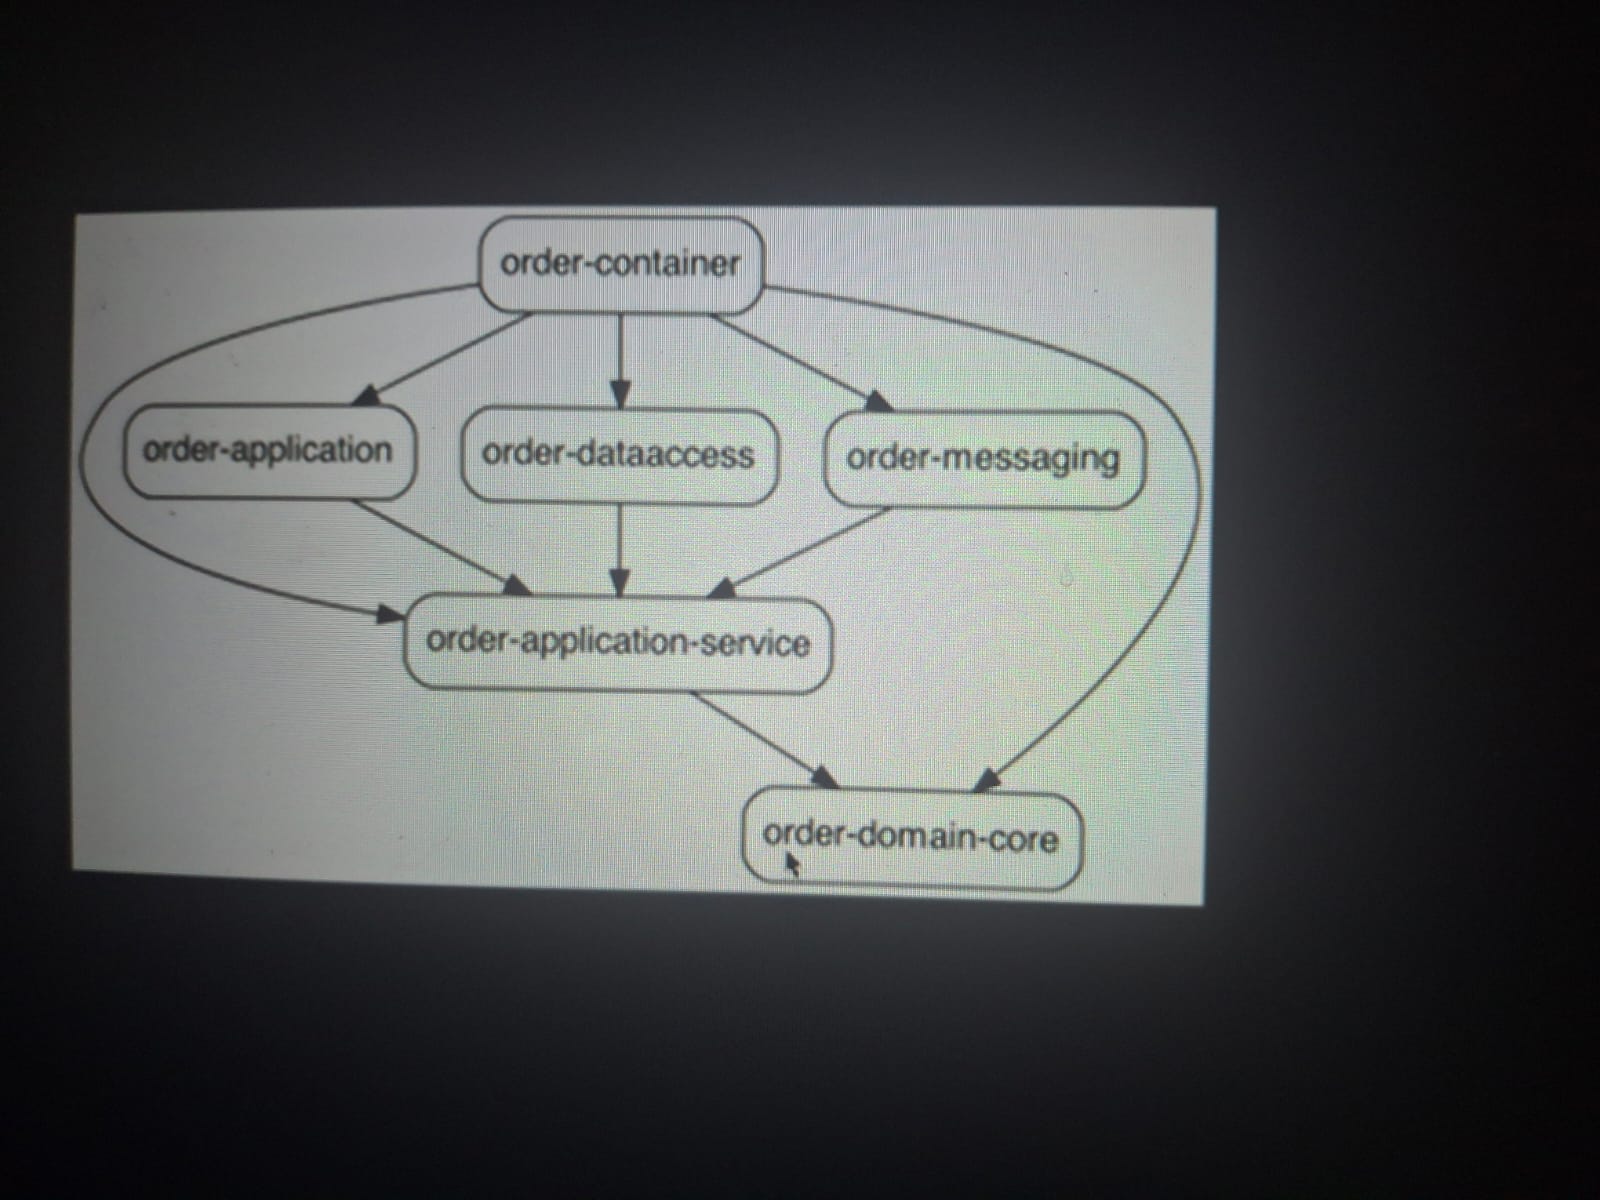 order-container
order-application
order-dataaccess
order-messaging
order-application-service
order-domain-core